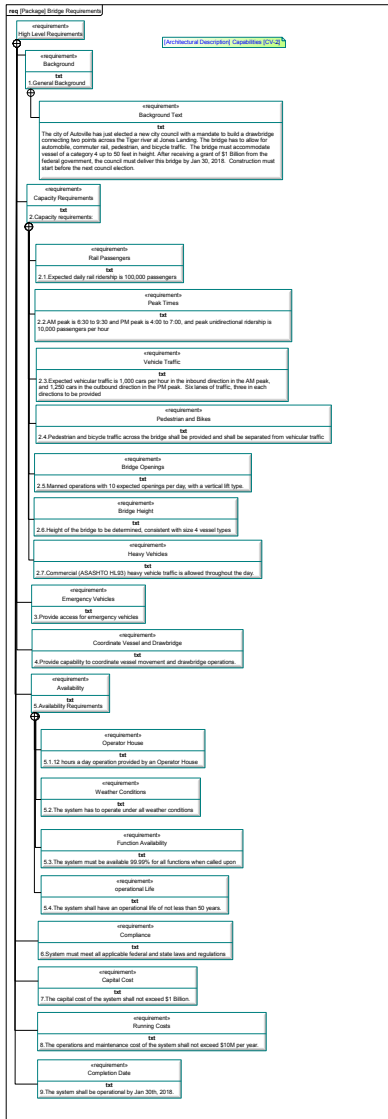 req [Package] Bridge Requirements
«requirement»
High Level Requirements
[Architectural Description] Capabilities [CV-2]
«requirement»
Background
txt
1.General Background
«requirement»
Background Text
txt
The city of Autoville has just elected a new city council with a mandate to build a drawbridge
connecting two points across the Tiger river at Jones Landing. The bridge has to allow for
automobile, commuter rail, pedestrian, and bicycle traffic. The bridge must accommodate
vessel of a category 4 up to 50 feet in height. After receiving a grant of $1 Billion from the
federal government, the council must deliver this bridge by Jan 30, 2018. Construction must
start before the next council election.
«requirement»
Capacity Requirements
txt
2.Capacity requirements:
«requirement»
Rail Passengers
txt
2.1.Expected daily rail ridership is 100,000 passengers
«requirement»
Peak Times
txt
2.2.AM peak is 6:30 to 9:30 and PM peak is 4:00 to 7:00, and peak unidirectional ridership is
10,000 passengers per hour
«requirement»
Vehicle Traffic
txt
2.3.Expected vehicular traffic is 1,000 cars per hour in the inbound direction in the AM peak,
and 1,250 cars in the outbound direction in the PM peak. Six lanes of traffic, three in each
directions to be provided
«requirement»
Pedestrian and Bikes
txt
2.4.Pedestrian and bicycle traffic across the bridge shall be provided and shall be separated from vehicular traffic
«requirement»
Bridge Openings
txt
2.5.Manned operations with 10 expected openings per day, with a vertical lift type.
«requirement»
Bridge Height
txt
2.6.Height of the bridge to be determined, consistent with size 4 vessel types
«requirement»
Heavy Vehicles
txt
2.7.Commercial (ASASHTO HL93) heavy vehicle traffic is allowed throughout the day.
«requirement»
Emergency Vehicles
txt
3.Provide access for emergency vehicles
«requirement»
Coordinate Vessel and Drawbridge
txt
4.Provide capability to coordinate vessel movement and drawbridge operations.
«requirement»
Availability
txt
5.Availability Requirements
«requirement»
Operator House
txt
5.1.12 hours a day operation provided by an Operator House
«requirement»
Weather Conditions
txt
5.2.The system has to operate under all weather conditions
«requirement»
Function Availability
txt
5.3.The system must be available 99.99% for all functions when called upon
«requirement»
operational Life
txt
5.4.The system shall have an operational life of not less than 50 years.
«requirement»
Compliance
txt
6.System must meet all applicable federal and state laws and regulations
«requirement»
Capital Cost
txt
7.The capital cost of the system shall not exceed $1 Billion.
«requirement»
Running Costs
txt
8.The operations and maintenance cost of the system shall not exceed $10M per year.
«requirement»
Completion Date
txt
9.The system shall be operational by Jan 30th, 2018.